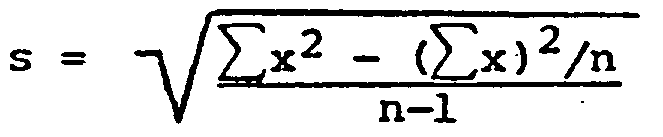 s = √((∑x² − (∑x)²/n)/(n−1))